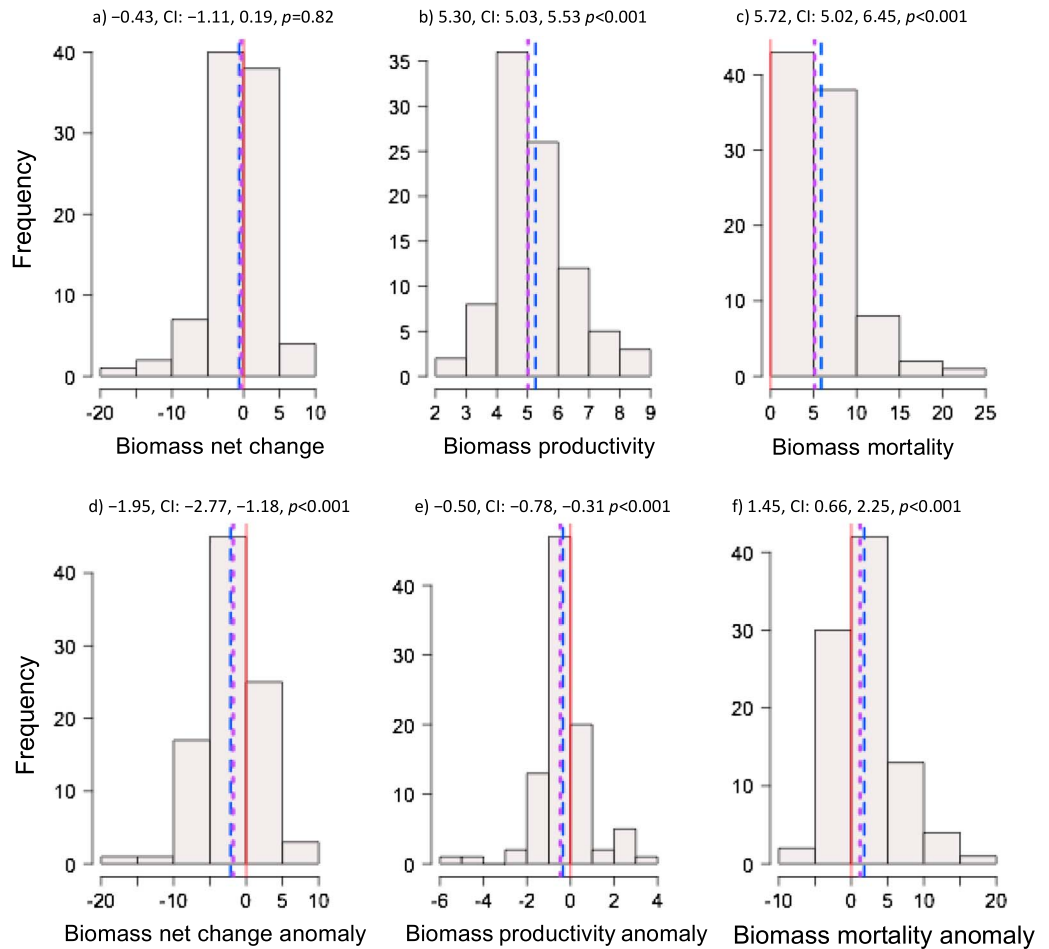 a) −0.43, CI: −1.11, 0.19, p=0.82
b) 5.30, CI: 5.03, 5.53 p<0.001
c) 5.72, CI: 5.02, 6.45, p<0.001
Frequency
40
30
20
10
0
-20 -10 0 5 10
Biomass net change
35
30
25
20
15
10
5
0
2 3 4 5 6 7 8 9
Biomass productivity
40
30
20
10
0
0 5 10 15 20 25
Biomass mortality
d) −1.95, CI: −2.77, −1.18, p<0.001
e) −0.50, CI: −0.78, −0.31 p<0.001
f) 1.45, CI: 0.66, 2.25, p<0.001
Frequency
40
30
20
10
0
-20 -10 0 5 10
Biomass net change anomaly
40
30
20
10
0
-6 -4 -2 0 2 4
Biomass productivity anomaly
40
30
20
10
0
-10 0 5 10 20
Biomass mortality anomaly